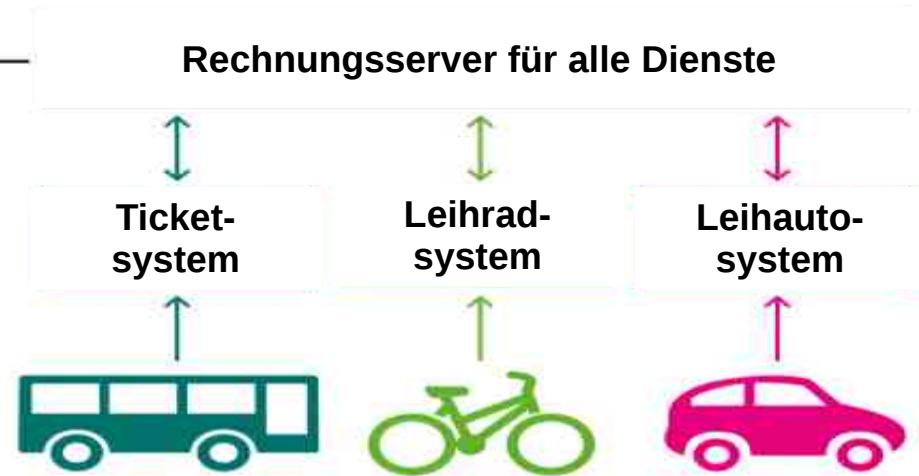 Rechnungsserver für alle Dienste
Ticket-
system
Leihrad-
system
Leihauto-
system